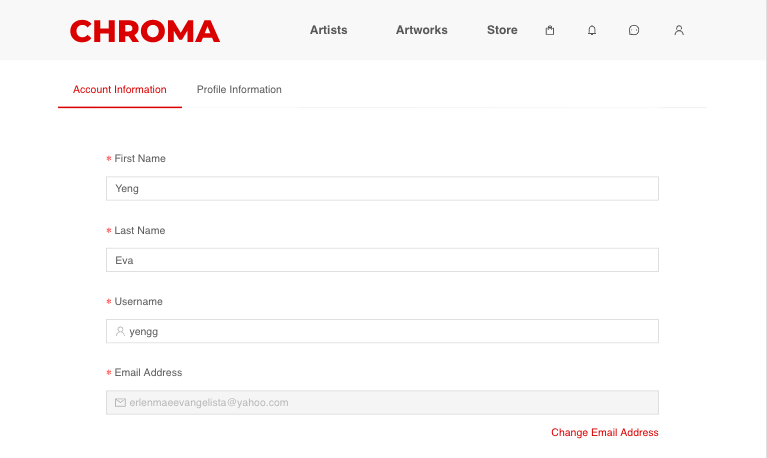 CHROMA Artists Artworks Store
Account Information Profile Information
* First Name
Yeng
* Last Name
Eva
* Username
yengg
* Email Address
erlenmaeevangelista@yahoo.com
Change Email Address